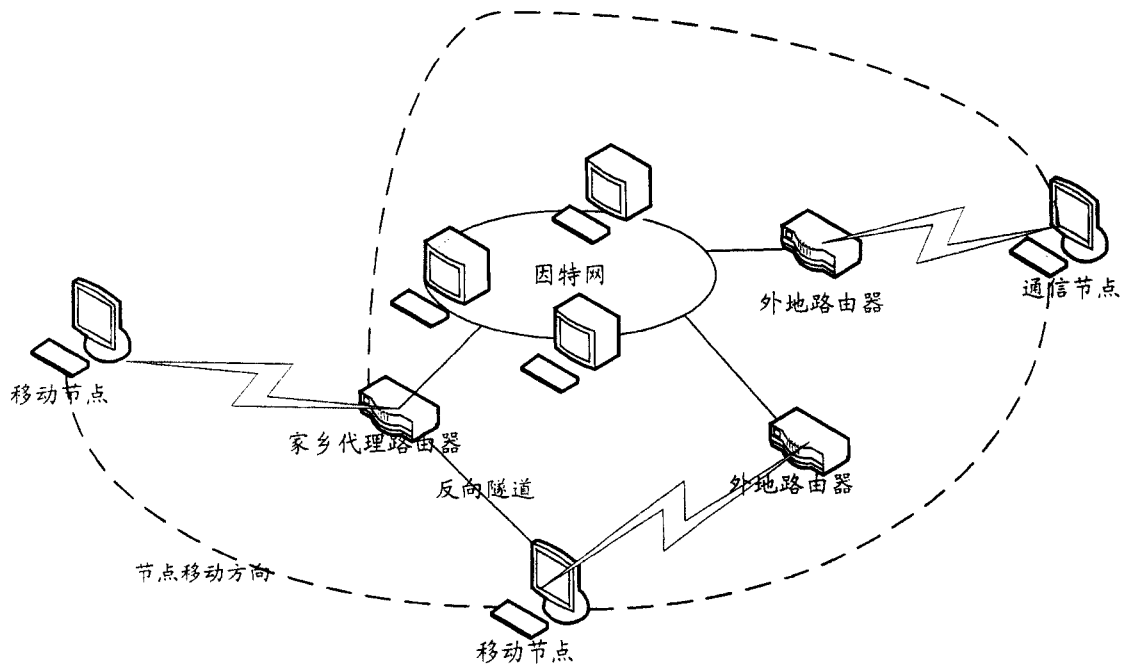 因特网
外地路由器
通信节点
移动节点
家乡代理路由器
反向隧道
外地路由器
节点移动方向
移动节点